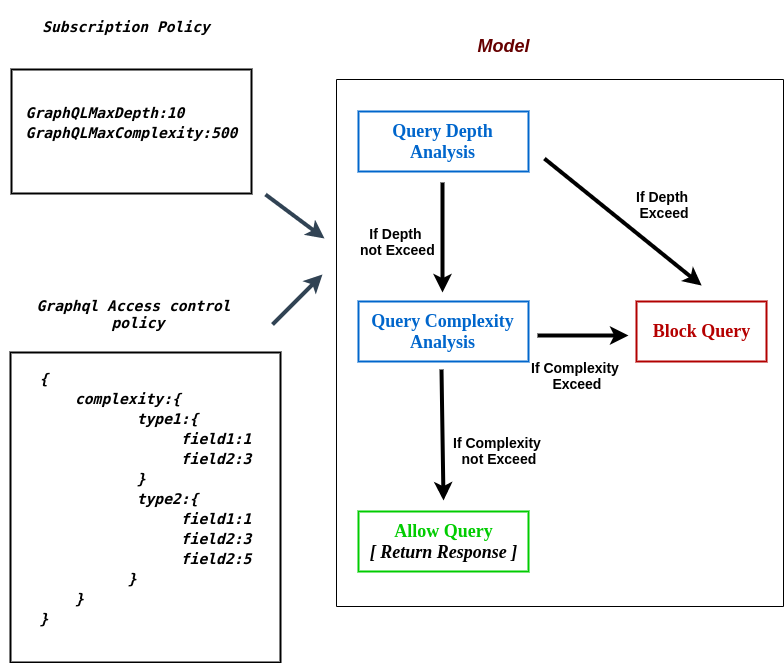 Subscription Policy
GraphQLMaxDepth:10
GraphQLMaxComplexity:500
Graphql Access control
policy
{
complexity:{
type1:{
field1:1
field2:3
}
type2:{
field1:1
field2:3
field2:5
}
}
}
Model
Query Depth
Analysis
If Depth
Exceed
If Depth
not Exceed
Query Complexity
Analysis
Block Query
If Complexity
Exceed
If Complexity
not Exceed
Allow Query
[ Return Response ]